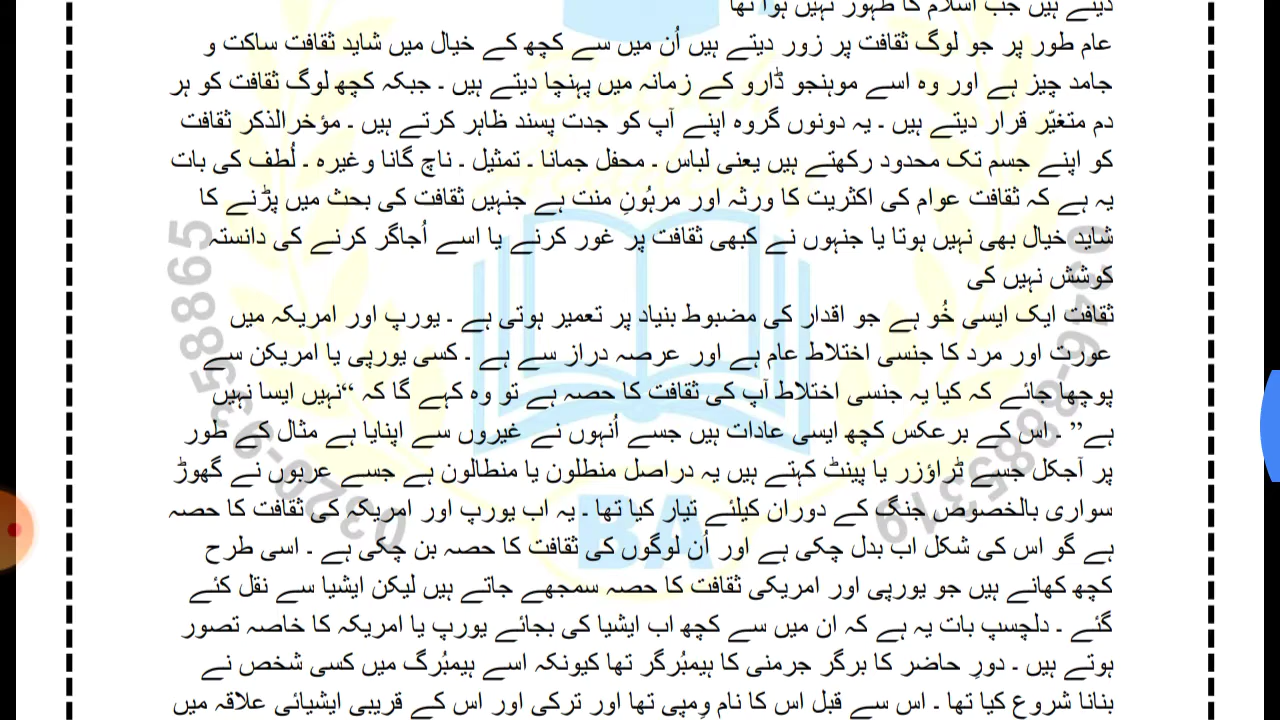 دیتے ہیں جب اسلام کا ظہور نہیں ہوا تھا
عام طور پر جو لوگ ثقافت پر زور دیتے ہیں اُن میں سے کچھ کے خیال میں شاید ثقافت ساکت و
جامد چیز ہے اور وہ اسے موہنجو ڈارو کے زمانہ میں پہنچا دیتے ہیں ۔ جبکہ کچھ لوگ ثقافت کو ہر
دم متغیّر قرار دیتے ہیں ۔ یہ دونوں گروہ اپنے آپ کو جدت پسند ظاہر کرتے ہیں ۔ مؤخرالذکر ثقافت
کو اپنے جسم تک محدود رکھتے ہیں یعنی لباس ۔ محفل جمانا ۔ تمثیل ۔ ناچ گانا وغیرہ ۔ لُطف کی بات
یہ ہے کہ ثقافت عوام کی اکثریت کا ورثہ اور مرہُونِ منت ہے جنہیں ثقافت کی بحث میں پڑنے کا
شاید خیال بھی نہیں ہوتا یا جنہوں نے کبھی ثقافت پر غور کرنے یا اسے اُجاگر کرنے کی دانستہ
کوشش نہیں کی
ثقافت ایک ایسی خُو ہے جو اقدار کی مضبوط بنیاد پر تعمیر ہوتی ہے ۔ یورپ اور امریکہ میں
عورت اور مرد کا جنسی اختلاط عام ہے اور عرصہ دراز سے ہے ۔ کسی یورپی یا امریکن سے
پوچھا جائے کہ کیا یہ جنسی اختلاط آپ کی ثقافت کا حصہ ہے تو وہ کہے گا کہ “نہیں ایسا نہیں
ہے” ۔ اس کے برعکس کچھ ایسی عادات ہیں جسے اُنہوں نے غیروں سے اپنایا ہے مثال کے طور
پر آجکل جسے ٹراؤزر یا پینٹ کہتے ہیں یہ دراصل منطلون یا منطالون ہے جسے عربوں نے گھوڑ
سواری بالخصوص جنگ کے دوران کیلئے تیار کیا تھا ۔ یہ اب یورپ اور امریکہ کی ثقافت کا حصہ
ہے گو اس کی شکل اب بدل چکی ہے اور اُن لوگوں کی ثقافت کا حصہ بن چکی ہے ۔ اسی طرح
کچھ کھانے ہیں جو یورپی اور امریکی ثقافت کا حصہ سمجھے جاتے ہیں لیکن ایشیا سے نقل کئے
گئے ۔ دلچسپ بات یہ ہے کہ ان میں سے کچھ اب ایشیا کی بجائے یورپ یا امریکہ کا خاصہ تصور
ہوتے ہیں ۔ دورِ حاضر کا برگر جرمنی کا ہیمبُرگر تھا کیونکہ اسے ہیمبُرگ میں کسی شخص نے
بنانا شروع کیا تھا ۔ اس سے قبل اس کا نام وِمپی تھا اور ترکی اور اس کے قریبی ایشیائی علاقہ میں
0320-9358865
0346-8885319
BA